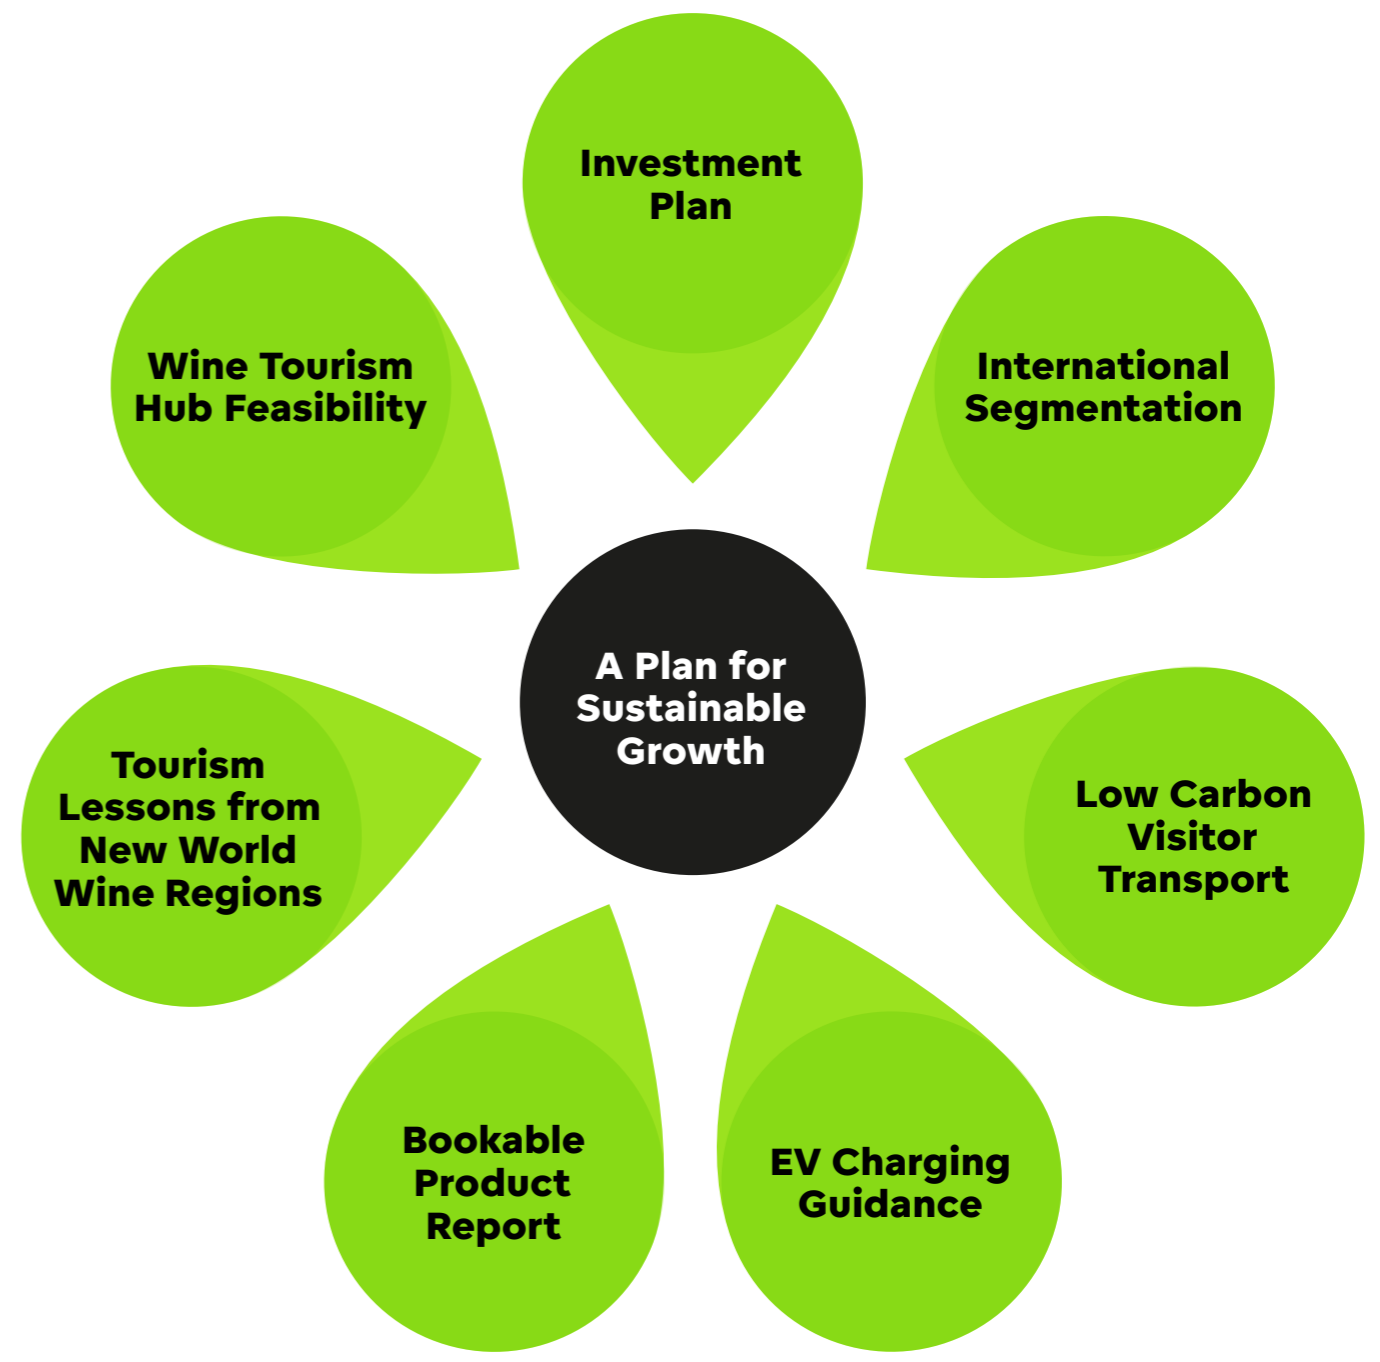 Investment
Plan
International
Segmentation
Low Carbon
Visitor
Transport
EV Charging
Guidance
Bookable
Product
Report
Tourism
Lessons from
New World
Wine Regions
Wine Tourism
Hub Feasibility
A Plan for
Sustainable
Growth